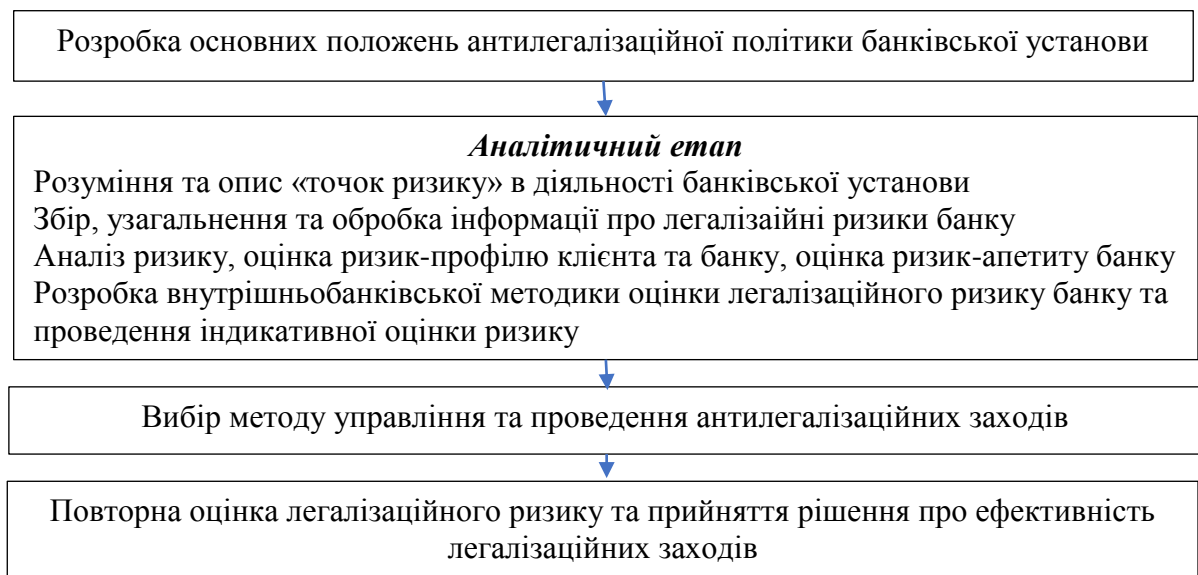 Розробка основних положень антилегалізаційної політики банківської установи
Аналітичний етап
Розуміння та опис «точок ризику» в діяльності банківської установи
Збір, узагальнення та обробка інформації про легалізаійні ризики банку
Аналіз ризику, оцінка ризик-профілю клієнта та банку, оцінка ризик-апетиту банку
Розробка внутрішньобанківської методики оцінки легалізаційного ризику банку та
проведення індикативної оцінки ризику
Вибір методу управління та проведення антилегалізаційних заходів
Повторна оцінка легалізаційного ризику та прийняття рішення про ефективність
легалізаційних заходів